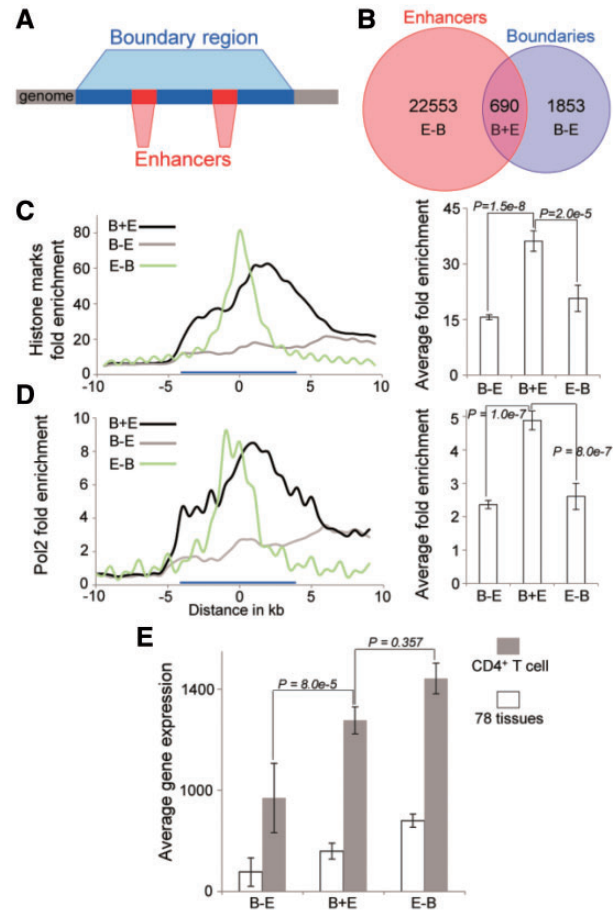 A
Boundary region
genome
Enhancers
B
Enhancers
Boundaries
22553
690
1853
E-B
B+E
B-E
C
Histone marks
fold enrichment
80
60
40
20
0
B+E
B-E
E-B
-10
-5
0
5
10
Average fold enrichment
45
30
15
0
P=1.5e-8
P=2.0e-5
B-E
B+E
E-B
D
Pol2 fold enrichment
10
8
6
4
2
0
B+E
B-E
E-B
-10
-5
0
5
10
Distance in kb
Average fold enrichment
5
4
3
2
1
0
P = 1.0e-7
P = 8.0e-7
B-E
B+E
E-B
E
Average gene expression
1400
1000
0
P = 8.0e-5
P = 0.357
B-E
B+E
E-B
CD4⁺ T cell
78 tissues